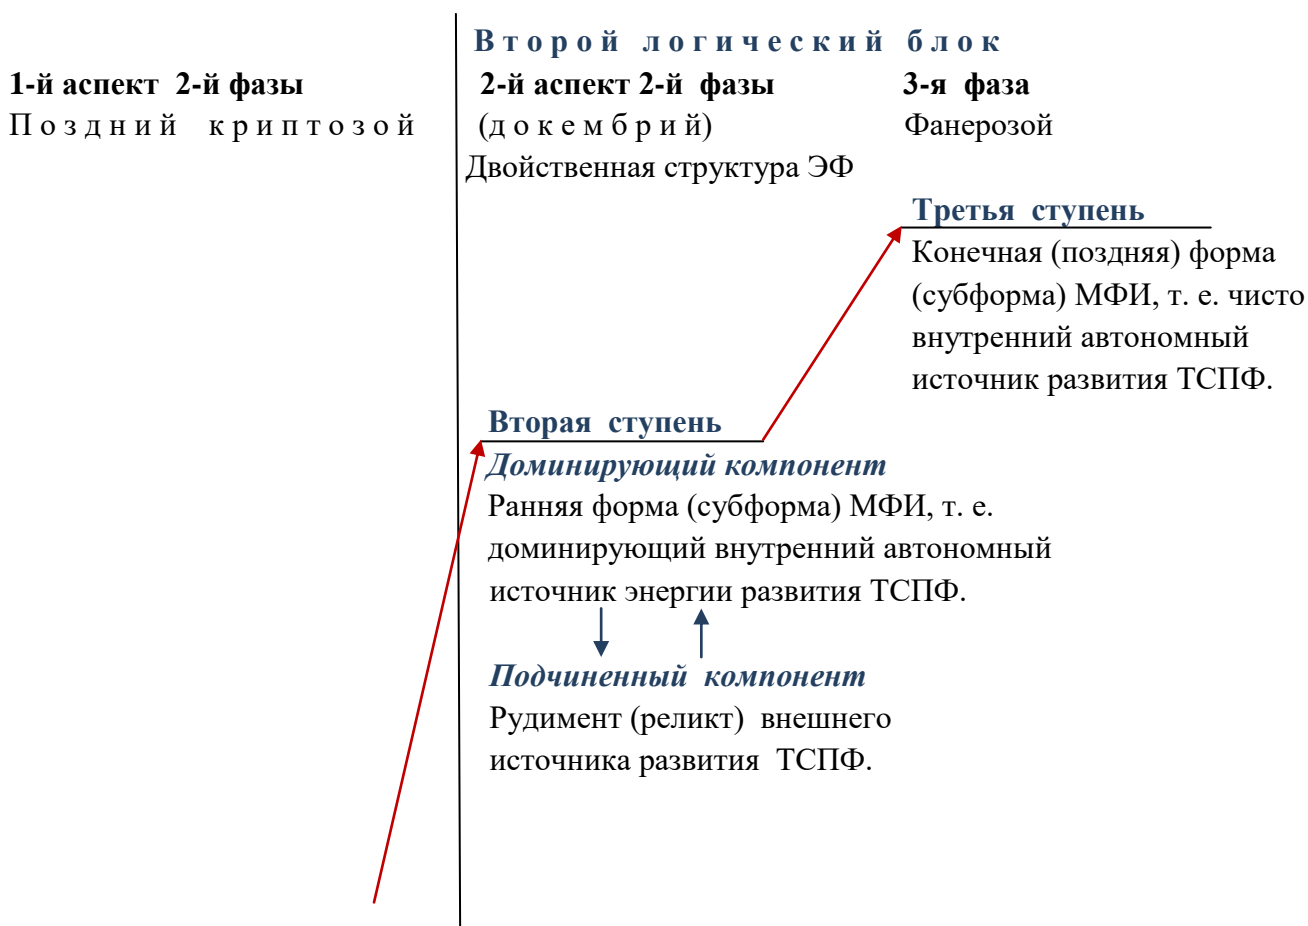 Второй логический блок
1-й аспект 2-й фазы 2-й аспект 2-й фазы 3-я фаза
Поздний криптозой (докембрий) Фанерозой
Двойственная структура ЭФ
Третья ступень
Конечная (поздняя) форма
(субформа) МФИ, т. е. чисто
внутренний автономный
источник развития ТСПФ.
Вторая ступень
Доминирующий компонент
Ранняя форма (субформа) МФИ, т. е.
доминирующий внутренний автономный
источник энергии развития ТСПФ.
Подчиненный компонент
Рудимент (реликт) внешнего
источника развития ТСПФ.